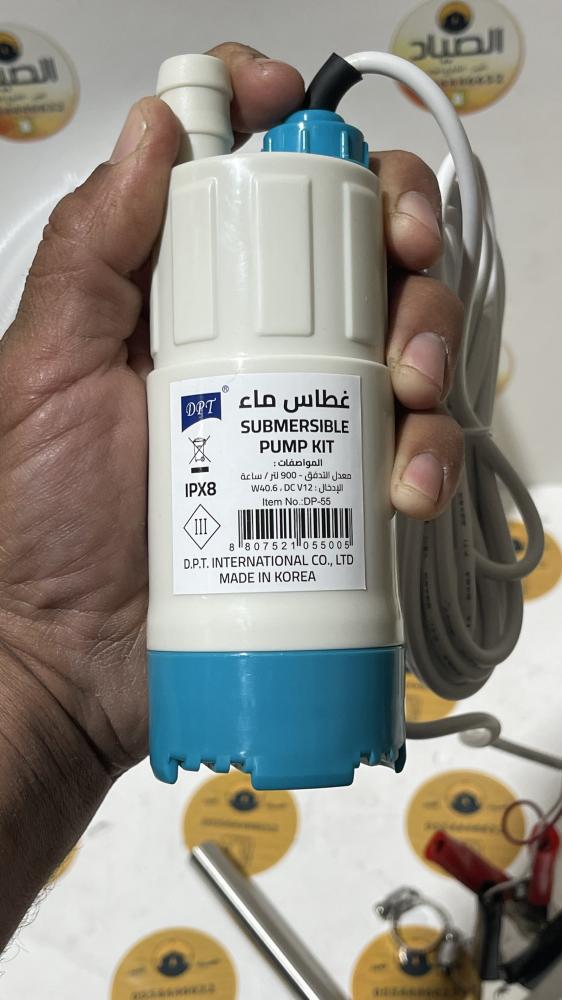 الصياد
DPT®
غطاس ماء
SUBMERSIBLE
PUMP KIT
المواصفات :
معدل التدفق - 900 لتر / ساعة
الإدخال : W40.6 ، DC V12
IPX8
Item No.:DP-55
III
8 807521 055005
D.P.T. INTERNATIONAL CO., LTD
MADE IN KOREA